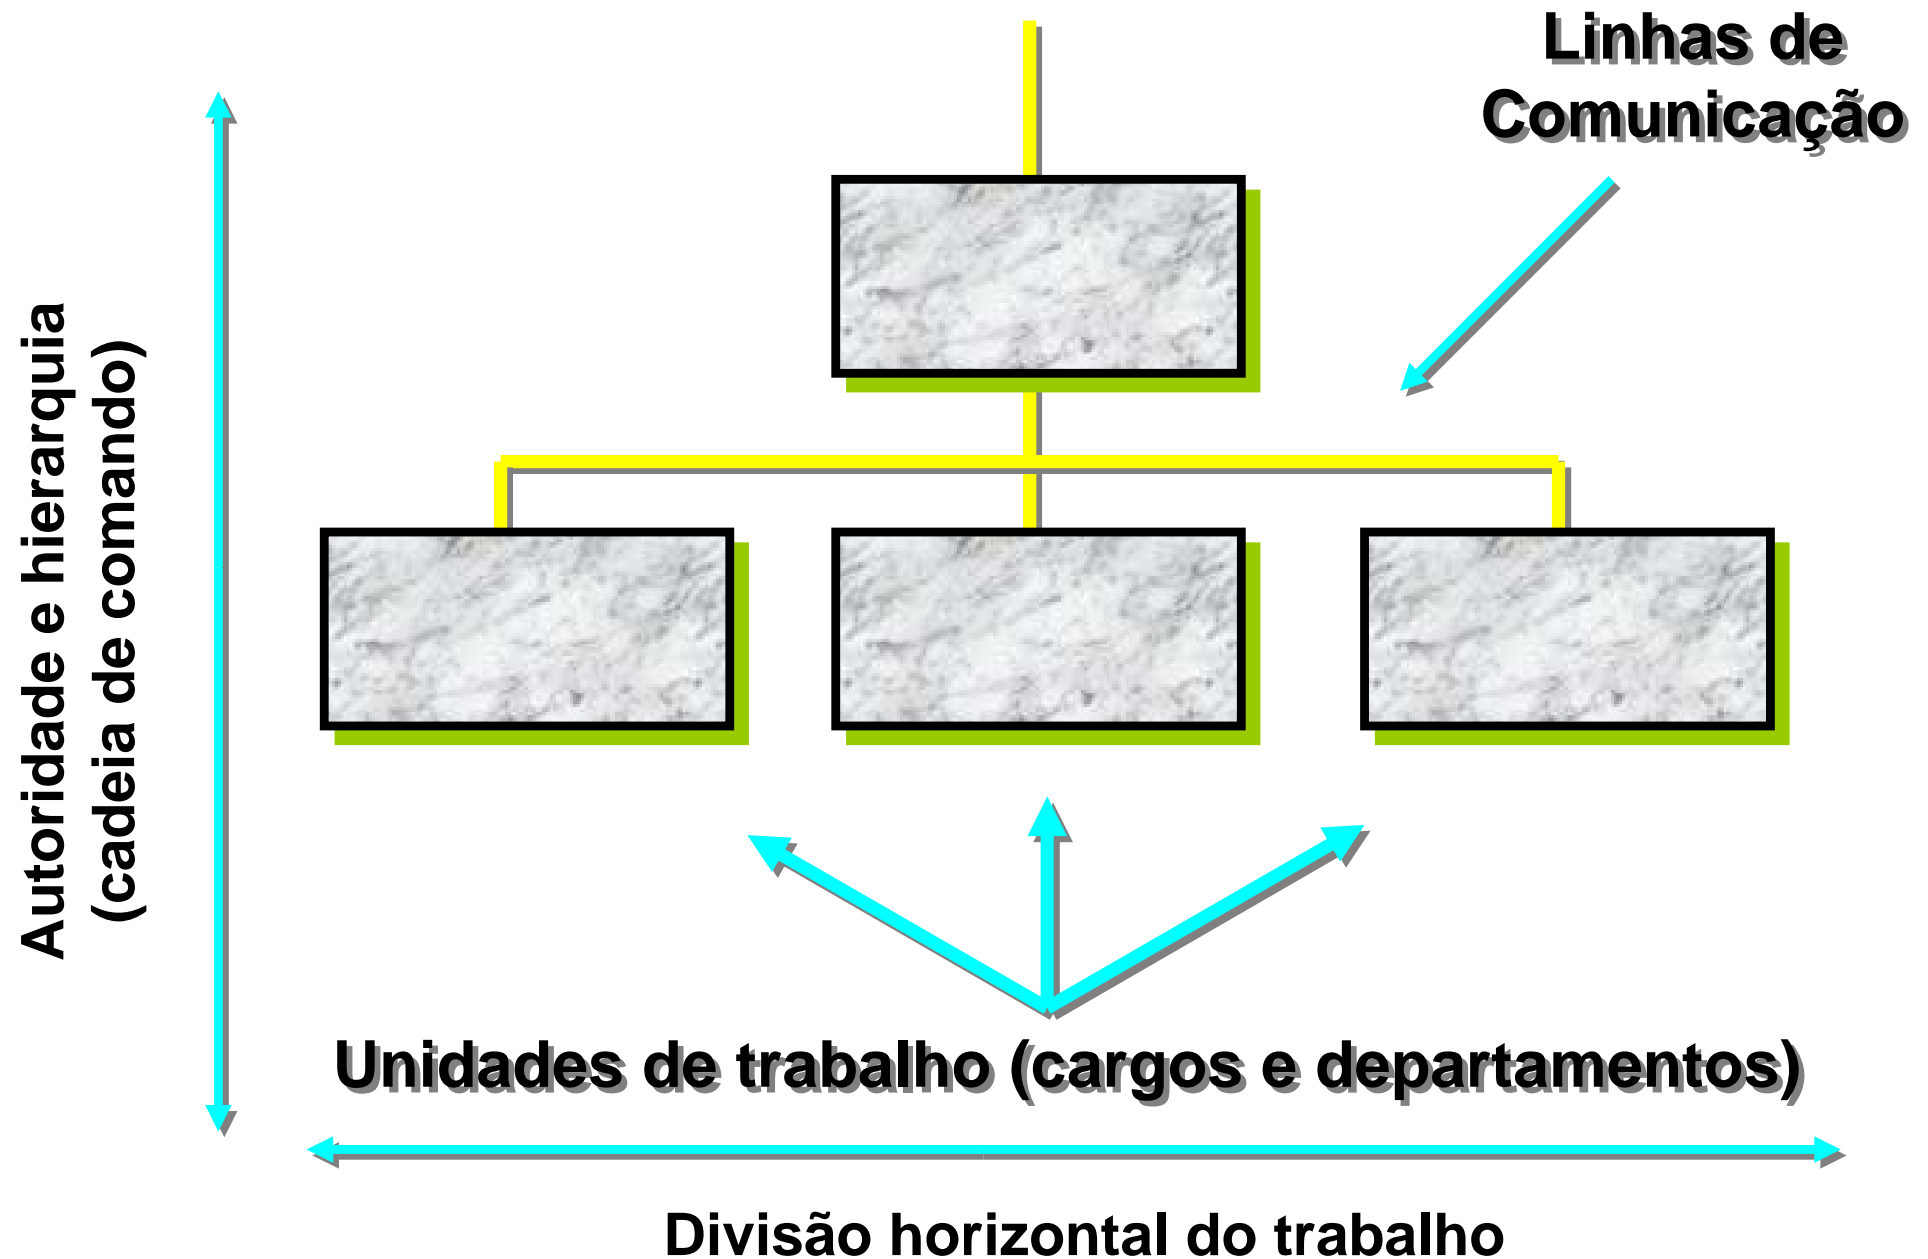 Linhas de
Comunicação
Autoridade e hierarquia
(cadeia de comando)
Unidades de trabalho (cargos e departamentos)
Divisão horizontal do trabalho